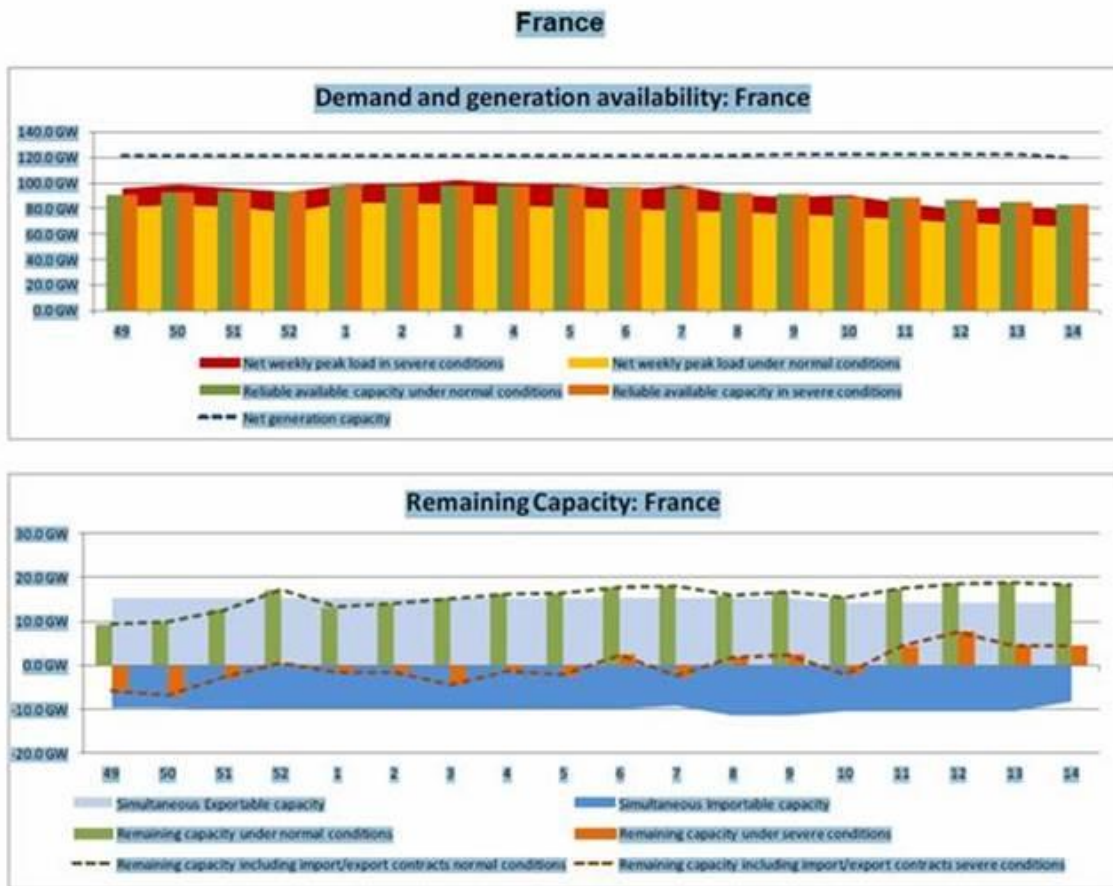 France
Demand and generation availability: France
140.0 GW
120.0 GW
100.0 GW
80.0 GW
60.0 GW
40.0 GW
20.0 GW
0.0 GW
49 50 51 52 1 2 3 4 5 6 7 8 9 10 11 12 13 14
Net weekly peak load in severe conditions Net weekly peak load under normal conditions
Reliable available capacity under normal conditions Reliable available capacity in severe conditions
Net generation capacity
Remaining Capacity: France
30.0 GW
20.0 GW
10.0 GW
0.0 GW
-10.0 GW
-20.0 GW
49 50 51 52 1 2 3 4 5 6 7 8 9 10 11 12 13 14
Simultaneous Exportable capacity Simultaneous Importable capacity
Remaining capacity under normal conditions Remaining capacity under severe conditions
Remaining capacity including import/export contracts normal conditions Remaining capacity including import/export contracts severe conditions